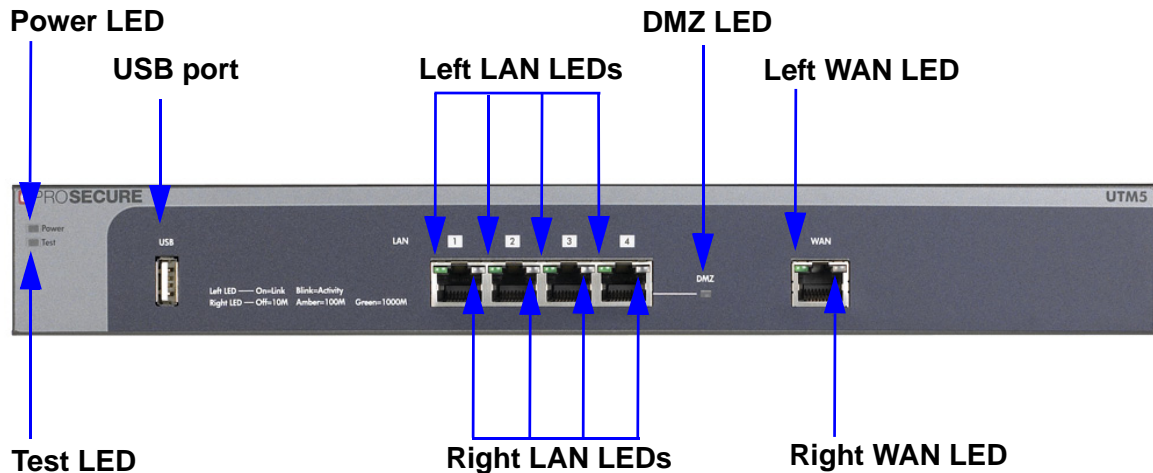 Power LED
DMZ LED
USB port
Left LAN LEDs
Left WAN LED
PROSECURE
UTM5
Power
Test
USB
LAN
1
2
3
4
WAN
DMZ
Left LED — On=Link Blink=Activity
Right LED — Off=10M Amber=100M Green=1000M
Test LED
Right LAN LEDs
Right WAN LED